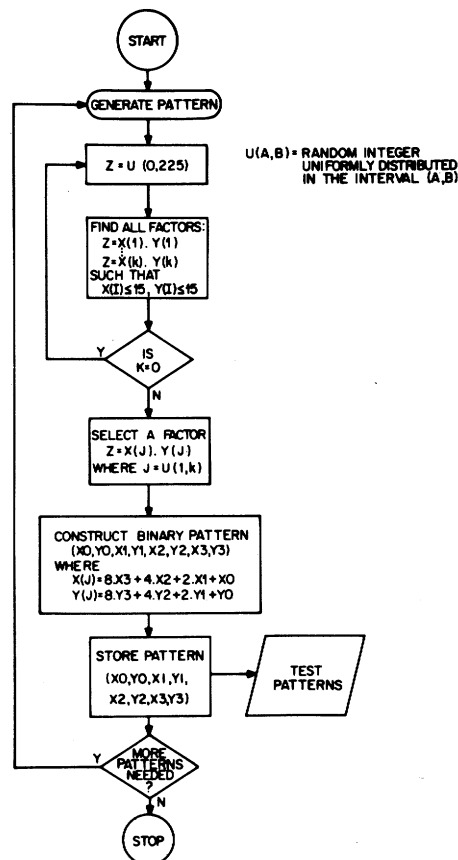 START
GENERATE PATTERN
Z = U (0,225)
U(A,B) = RANDOM INTEGER
UNIFORMLY DISTRIBUTED
IN THE INTERVAL (A,B)
FIND ALL FACTORS:
Z=X(1). Y(1)
⋮
Z=X(k). Y(k)
SUCH THAT
X(I)≤15, Y(I)≤15
Y
IS
K=0
N
SELECT A FACTOR
Z=X(J). Y(J)
WHERE J=U(1,k)
CONSTRUCT BINARY PATTERN
(X0,Y0,X1,Y1,X2,Y2,X3,Y3)
WHERE
X(J)=8.X3+4.X2+2.X1+X0
Y(J)=8.Y3+4.Y2+2.Y1+Y0
STORE PATTERN
(X0,Y0,X1,Y1,
X2,Y2,X3,Y3)
TEST
PATTERNS
Y
MORE
PATTERNS
NEEDED
?
N
STOP